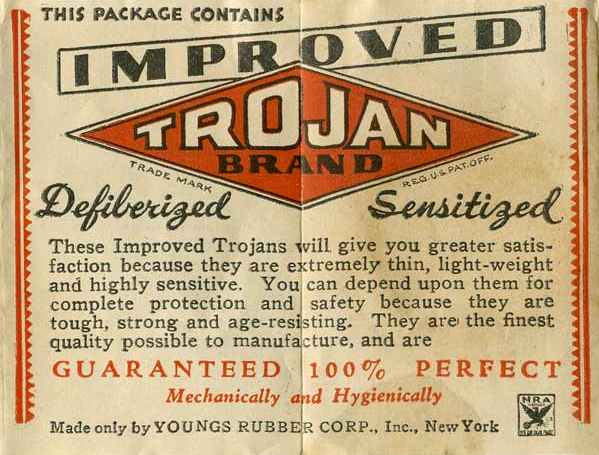 THIS PACKAGE CONTAINS
IMPROVED
TROJAN
BRAND
TRADE MARK
REG.U.S.PAT.OFF.
Defiberized Sensitized
These Improved Trojans will give you greater satis-
faction because they are extremely thin, light-weight
and highly sensitive. You can depend upon them for
complete protection and safety because they are
tough, strong and age-resisting. They are the finest
quality possible to manufacture, and are
GUARANTEED 100% PERFECT
Mechanically and Hygienically
Made only by YOUNGS RUBBER CORP., Inc., New York
NRA